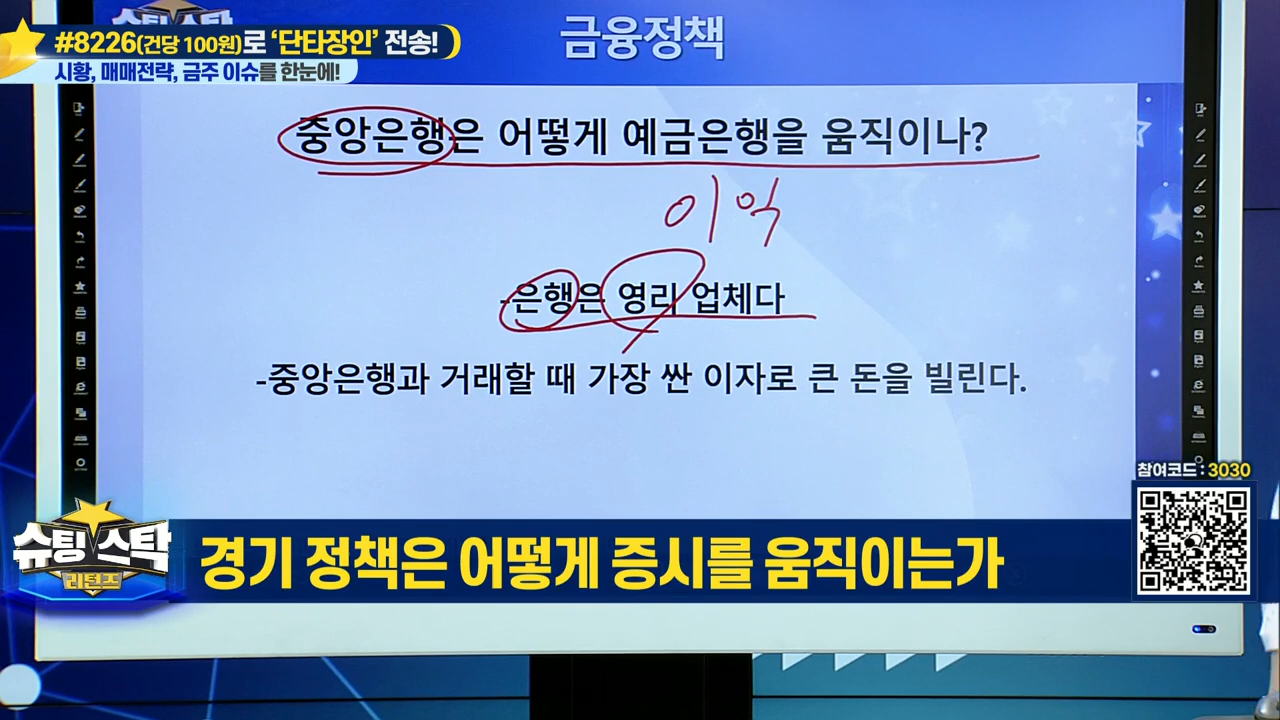 #8226(건당 100원)로 '단타장인' 전송!
시황, 매매전략, 금주 이슈를 한눈에!
금융정책
중앙은행은 어떻게 예금은행을 움직이나?
이익
-은행은 영리 업체다
-중앙은행과 거래할 때 가장 싼 이자로 큰 돈을 빌린다.
참여코드 : 3030
슈팅스탁
리턴즈
경기 정책은 어떻게 증시를 움직이는가